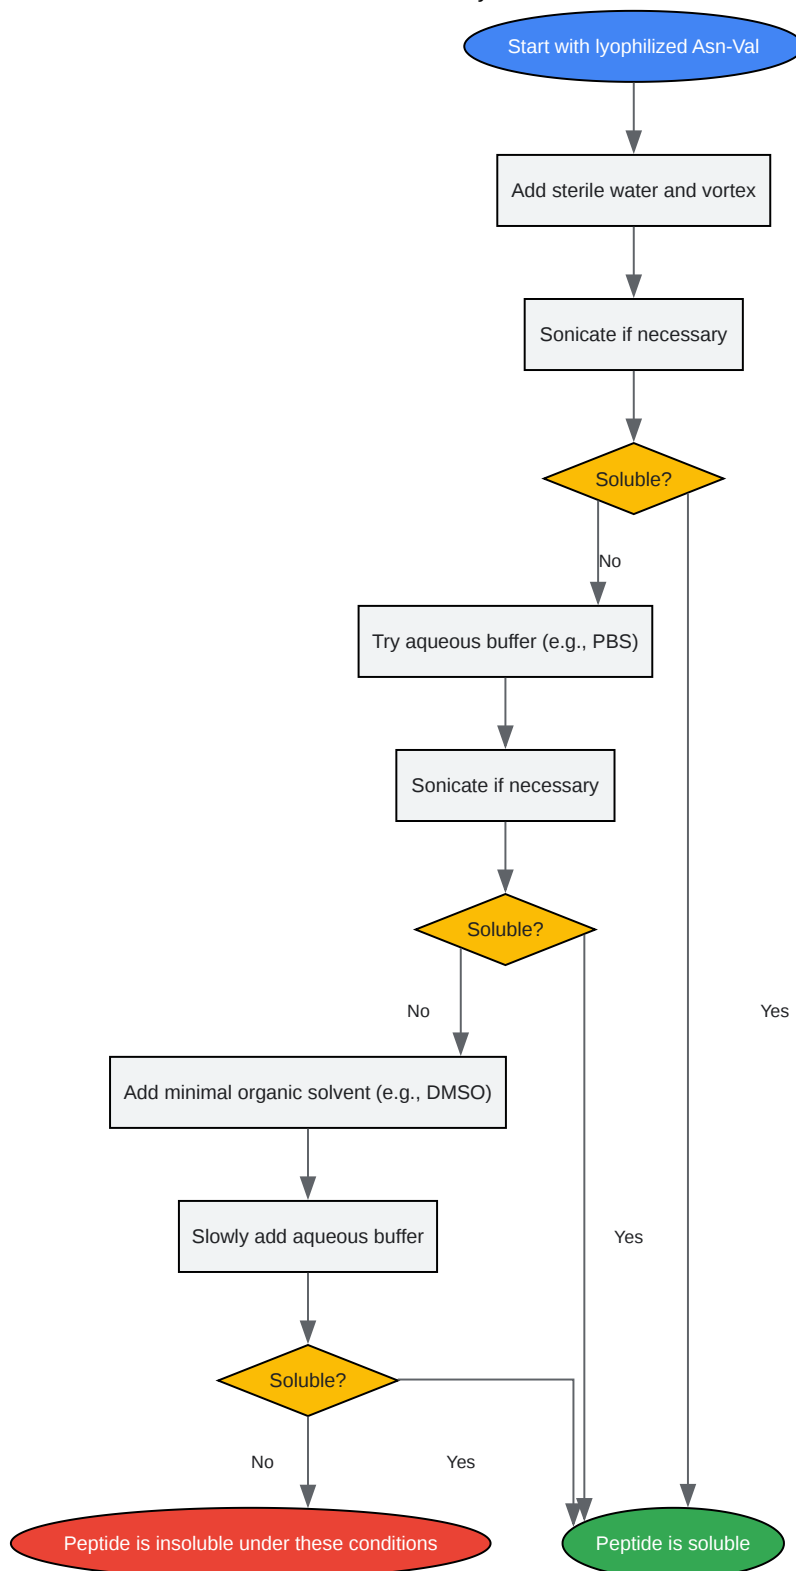 Start with lyophilized Asn-Val
Add sterile water and vortex
Sonicate if necessary
Soluble?
No
Try aqueous buffer (e.g., PBS)
Sonicate if necessary
Soluble?
No
Yes
Add minimal organic solvent (e.g., DMSO)
Slowly add aqueous buffer
Yes
Soluble?
No
Yes
Peptide is insoluble under these conditions
Peptide is soluble